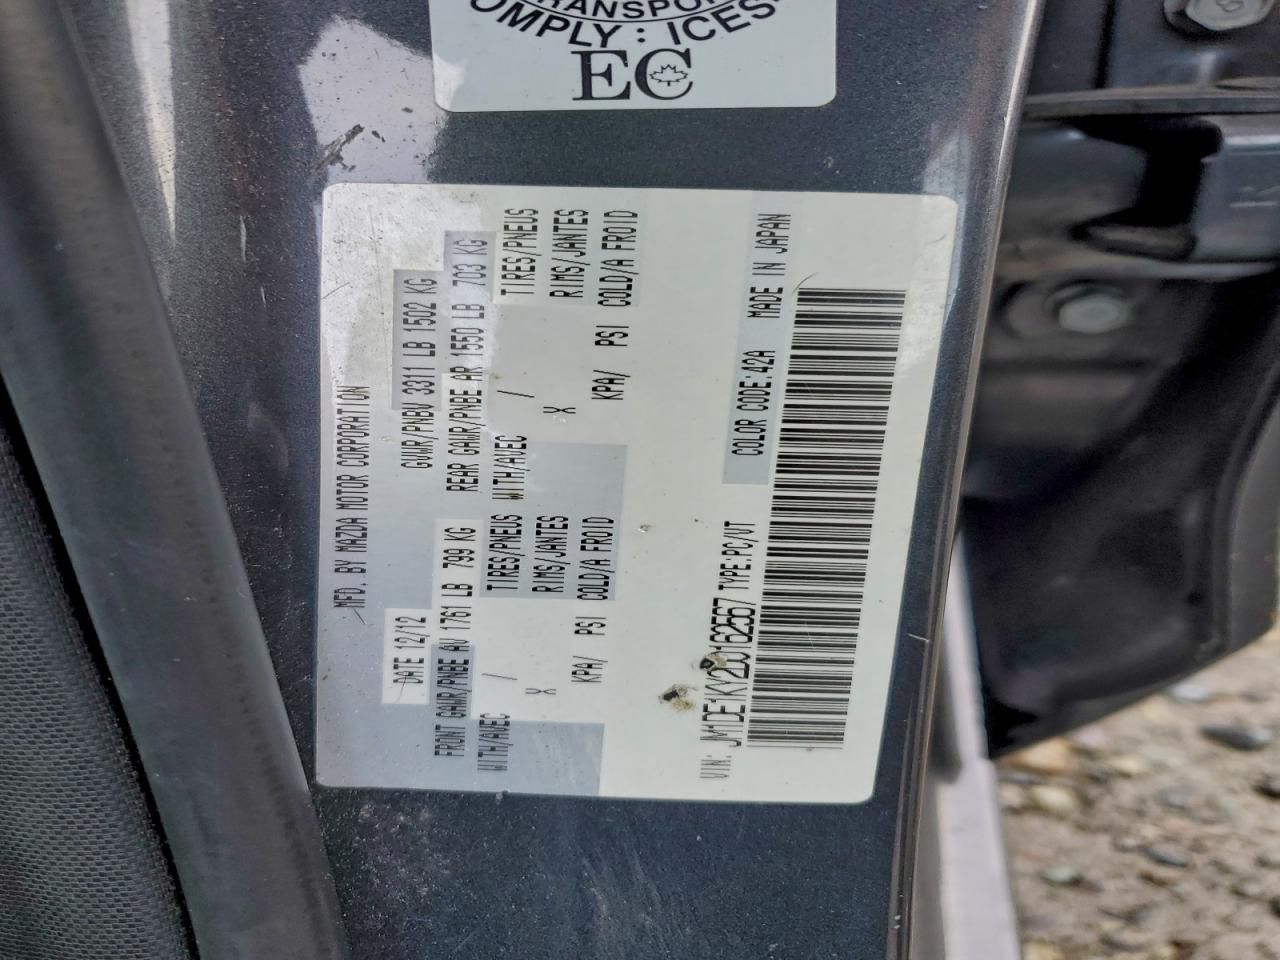 TRANSPOR
OMPLY : ICES
EC
MFD. BY MAZDA MOTOR CORPORATION
DATE 12/12 GVWR/PNBV 3311 LB 1502 KG
FRONT GAWR/PNBE AV 1761 LB 799 KG REAR GAWR/PNBE AR 1550 LB 703 KG
WITH/AVEC / TIRES/PNEUS WITH/AVEC / TIRES/PNEUS
X RIMS/JANTES X RIMS/JANTES
KPA/ PSI COLD/A FROID KPA/ PSI COLD/A FROID
VIN: JM1DE1KY2D0162567 TYPE:PC/VT COLOR CODE:42A MADE IN JAPAN